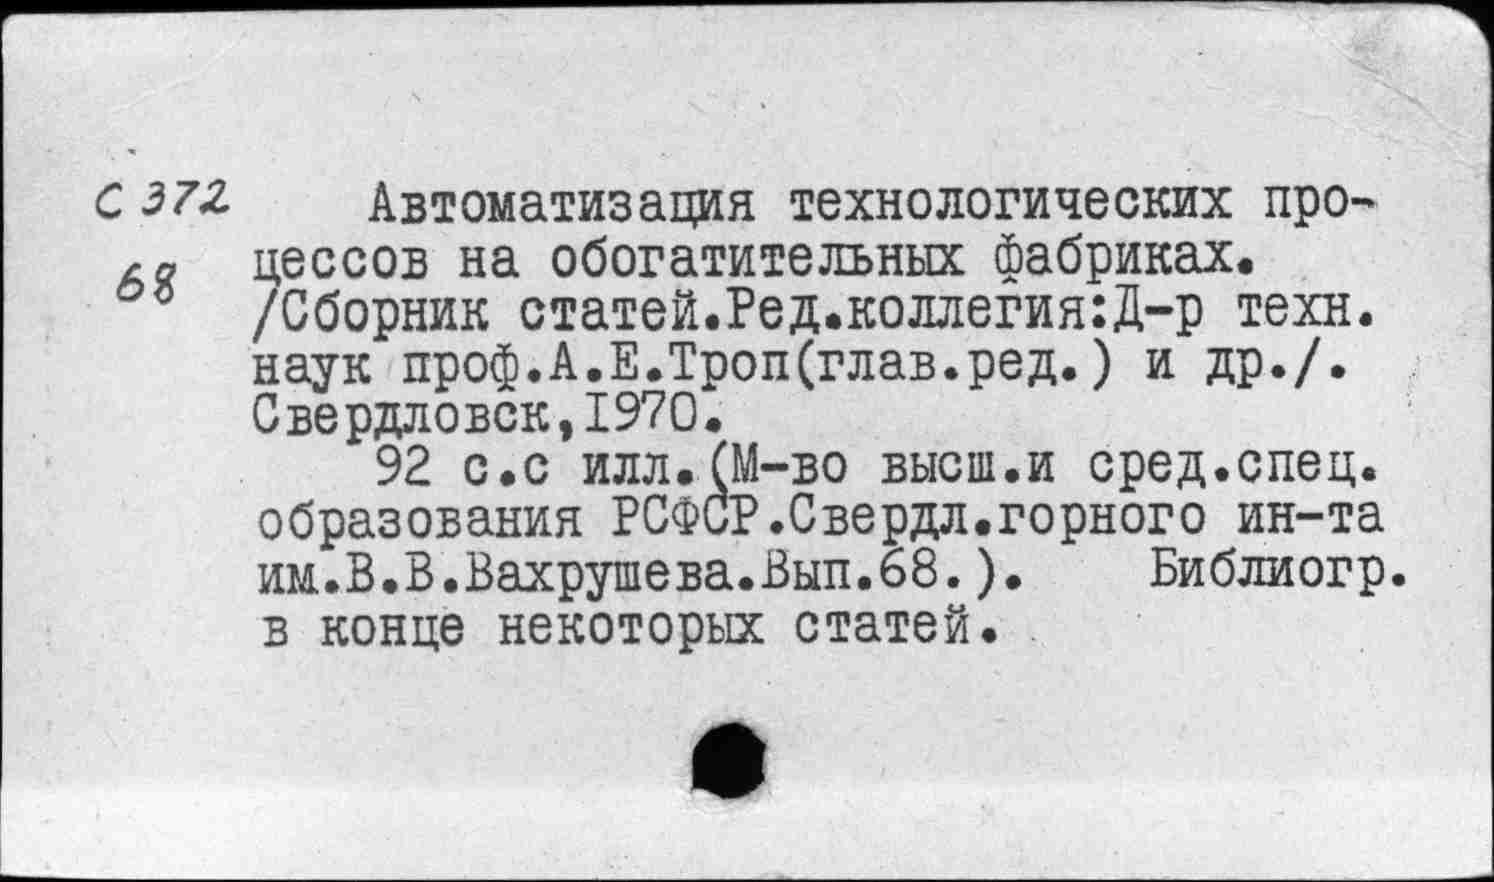 С 372 Автоматизация технологических про-
68 цессов на обогатительных фабриках.
/Сборник статей.Ред.коллегия:Д-р техн.
наук проф.А.Е.Троп(глав.ред.) и др./.
Свердловск,1970.
92 с.с илл.(М-во высш.и сред.спец.
образования РСФСР.Свердл.горного ин-та
им.В.В.Вахрушева.Вып.68.). Библиогр.
в конце некоторых статей.